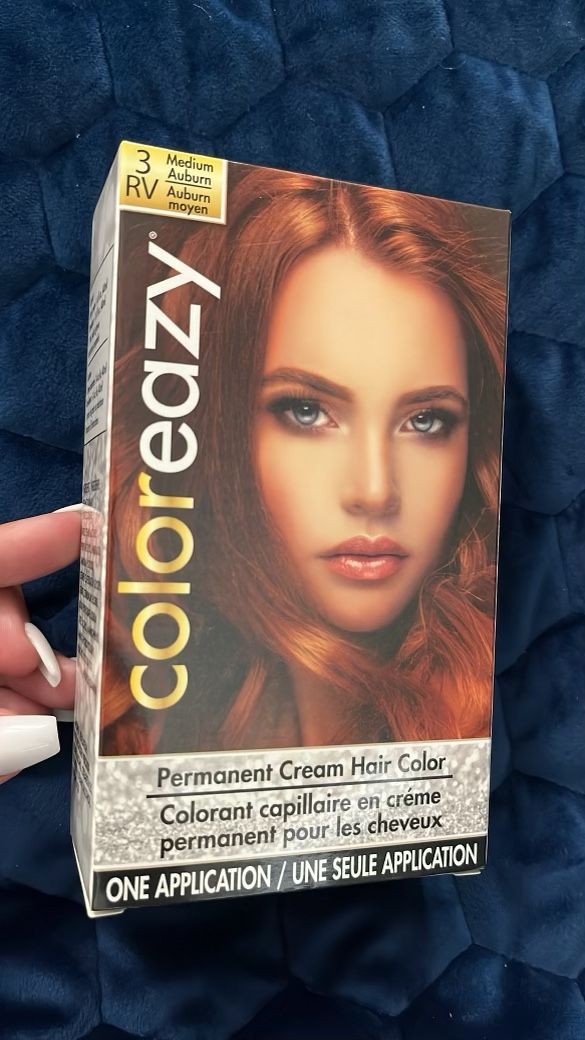 3
RV
Medium
Auburn
Auburn
moyen
coloreazy®
Permanent Cream Hair Color
Colorant capillaire en créme
permanent pour les cheveux
ONE APPLICATION / UNE SEULE APPLICATION